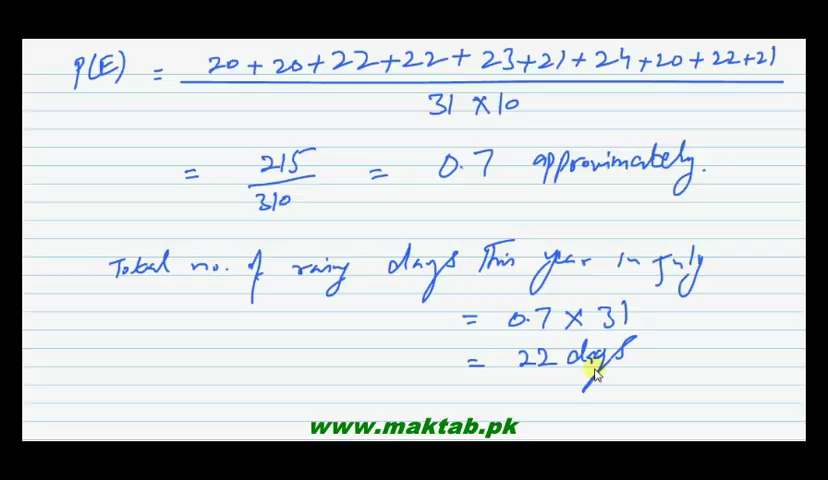 P(E) = 20 + 20 + 22 + 22 + 23 + 21 + 24 + 20 + 22 + 21
31 × 10
= 215 = 0.7 approximately.
310
Total no. of rainy days This year in July
= 0.7 × 31
= 22 days
www.maktab.pk